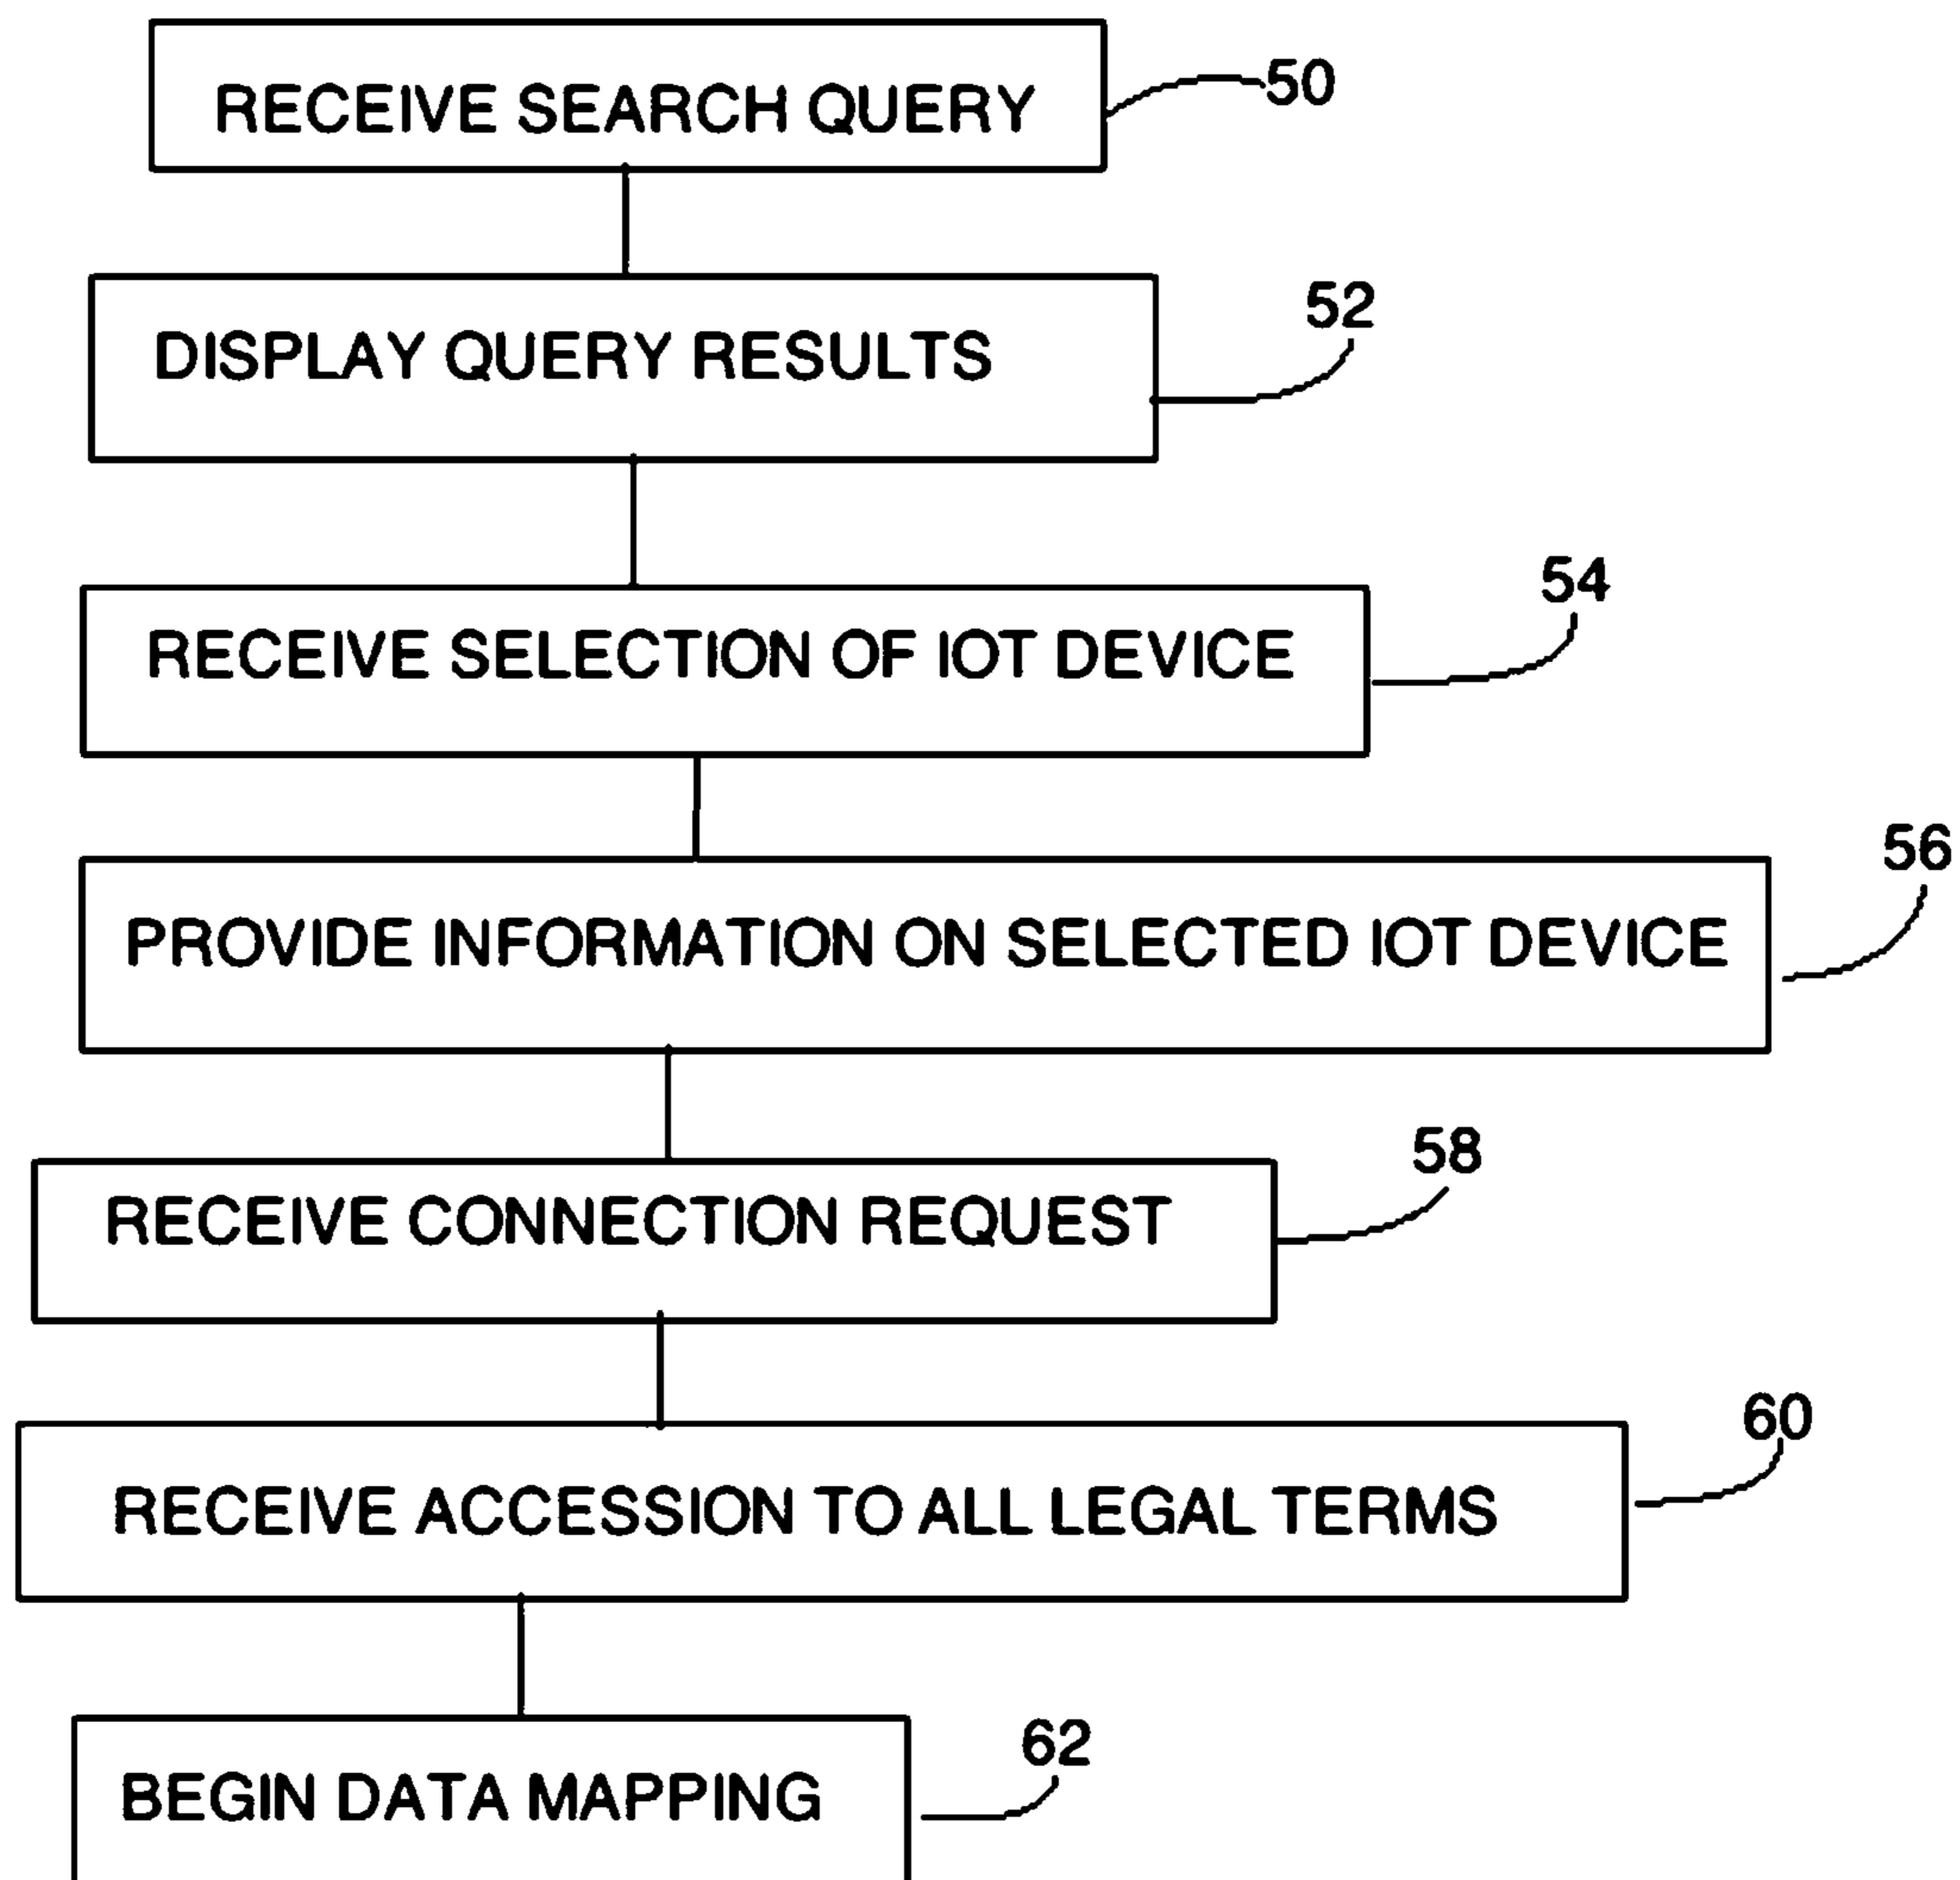 RECEIVE SEARCH QUERY
50
DISPLAY QUERY RESULTS
52
RECEIVE SELECTION OF IOT DEVICE
54
PROVIDE INFORMATION ON SELECTED IOT DEVICE
56
RECEIVE CONNECTION REQUEST
58
RECEIVE ACCESSION TO ALL LEGAL TERMS
60
BEGIN DATA MAPPING
62